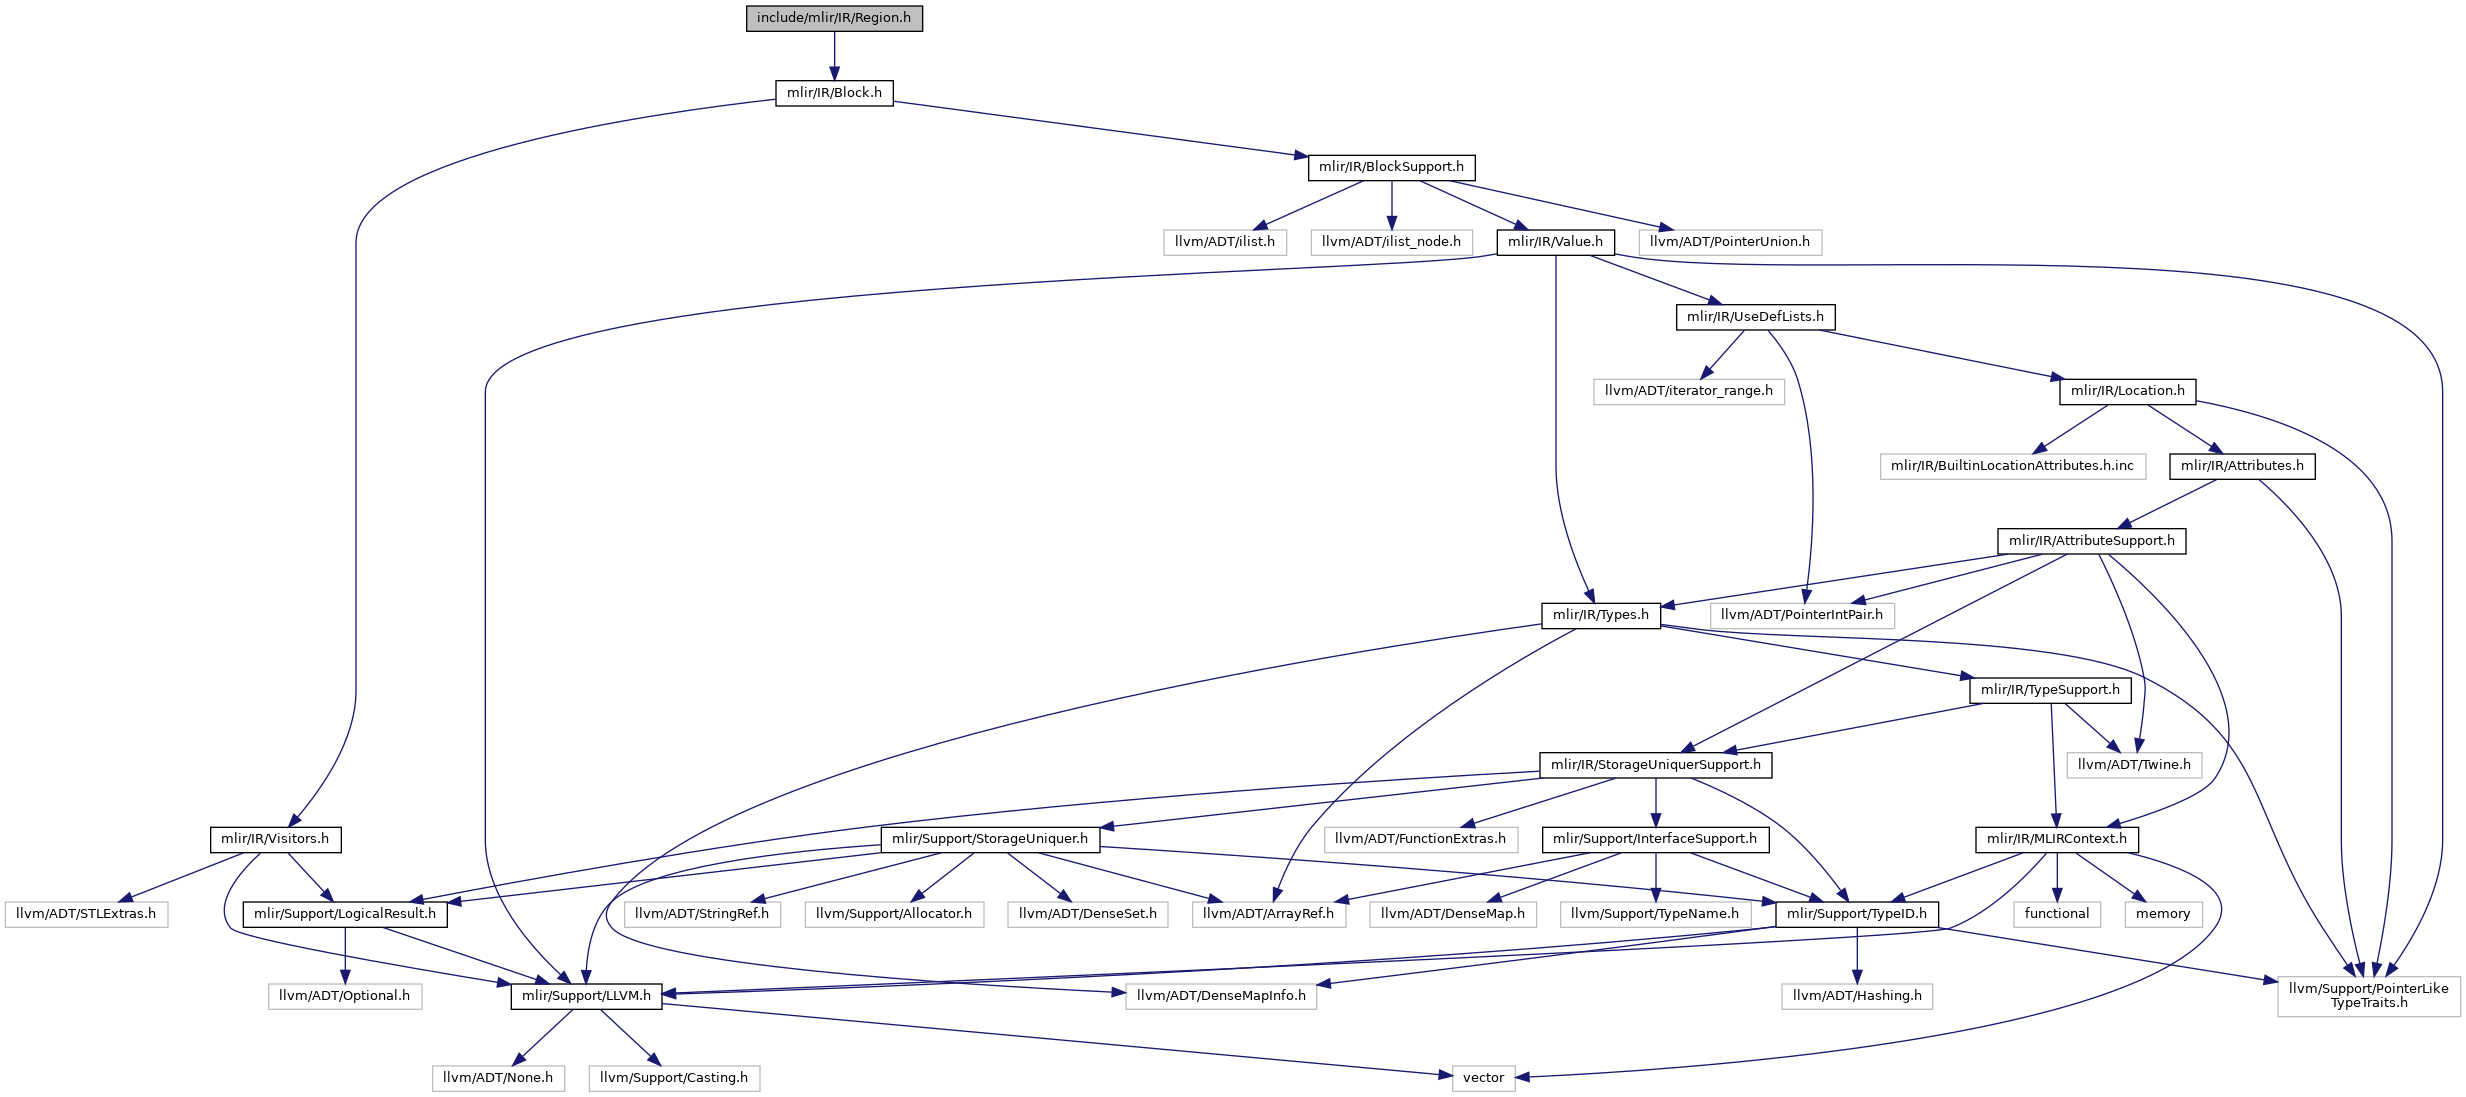 include/mlir/IR/Region.h
mlir/IR/Block.h
mlir/IR/BlockSupport.h
llvm/ADT/ilist.h
llvm/ADT/ilist_node.h
mlir/IR/Value.h
llvm/ADT/PointerUnion.h
mlir/IR/UseDefLists.h
llvm/ADT/iterator_range.h
mlir/IR/Location.h
mlir/IR/BuiltinLocationAttributes.h.inc
mlir/IR/Attributes.h
mlir/IR/AttributeSupport.h
mlir/IR/Types.h
llvm/ADT/PointerIntPair.h
mlir/IR/TypeSupport.h
mlir/IR/StorageUniquerSupport.h
llvm/ADT/Twine.h
mlir/IR/Visitors.h
mlir/Support/StorageUniquer.h
llvm/ADT/FunctionExtras.h
mlir/Support/InterfaceSupport.h
mlir/IR/MLIRContext.h
llvm/ADT/STLExtras.h
mlir/Support/LogicalResult.h
llvm/ADT/StringRef.h
llvm/Support/Allocator.h
llvm/ADT/DenseSet.h
llvm/ADT/ArrayRef.h
llvm/ADT/DenseMap.h
llvm/Support/TypeName.h
mlir/Support/TypeID.h
functional
memory
llvm/ADT/Optional.h
mlir/Support/LLVM.h
llvm/ADT/DenseMapInfo.h
llvm/ADT/Hashing.h
llvm/Support/PointerLike
TypeTraits.h
llvm/ADT/None.h
llvm/Support/Casting.h
vector